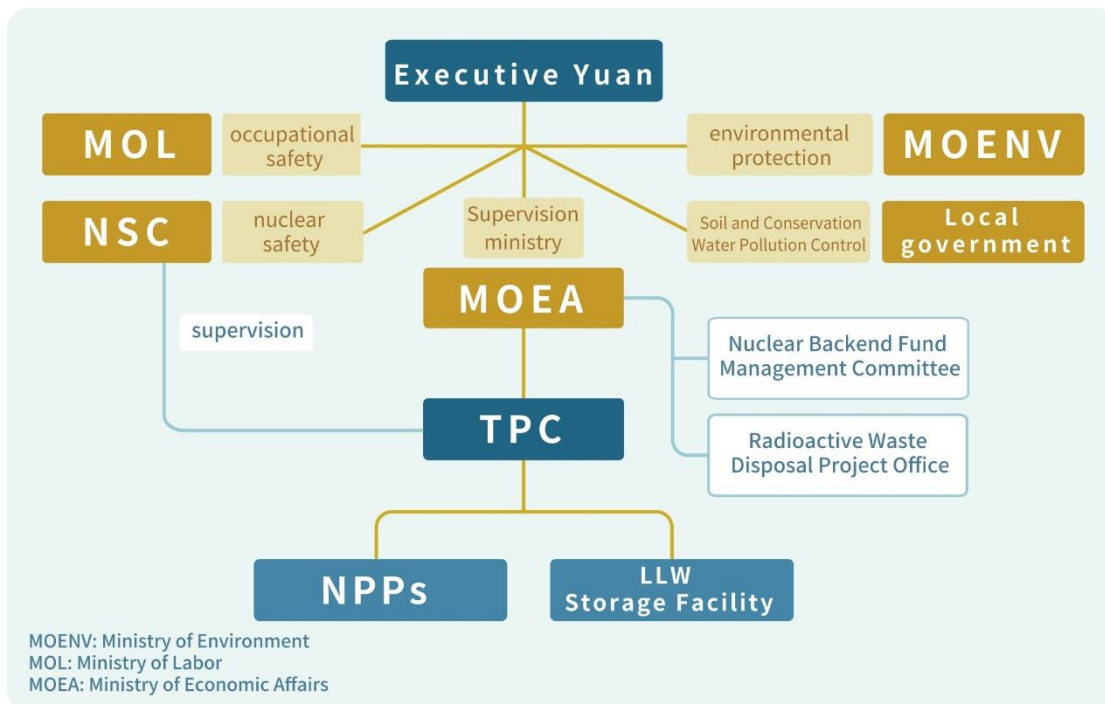 Executive Yuan
MOL
occupational
safety
environmental
protection
MOENV
NSC
nuclear
safety
Supervision
ministry
Soil and Conservation
Water Pollution Control
Local
government
MOEA
supervision
Nuclear Backend Fund
Management Committee
TPC
Radioactive Waste
Disposal Project Office
NPPs
LLW
Storage Facility
MOENV: Ministry of Environment
MOL: Ministry of Labor
MOEA: Ministry of Economic Affairs